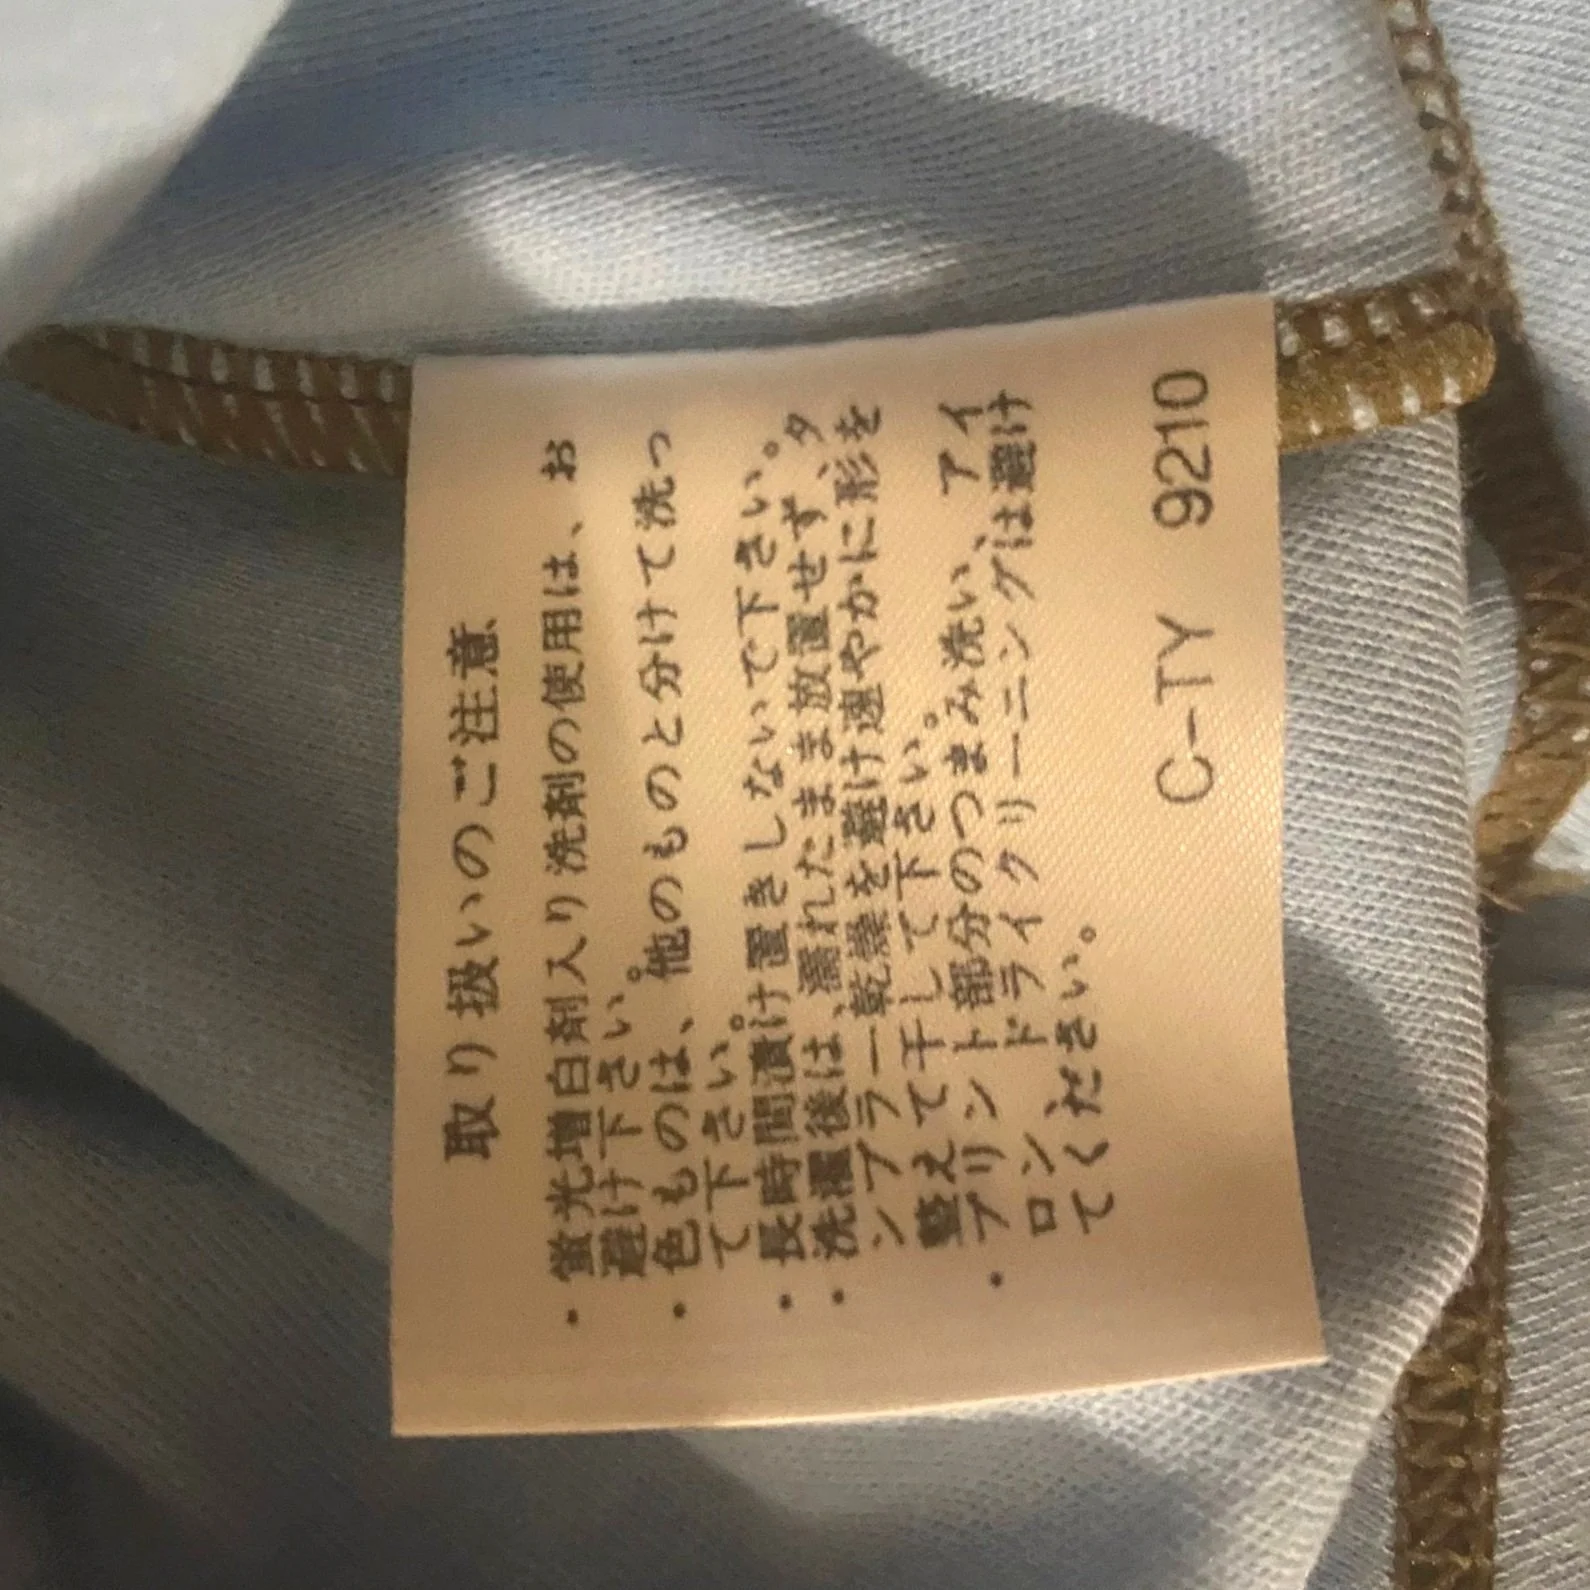 取り扱いのご注意
・蛍光増白剤入り洗剤の使用は、お
避け下さい。
・色ものは、他のものと分けて洗っ
て下さい。
・長時間漬け置きしないで下さい。
・洗濯後は、濡れたまま放置せず、タ
ンブラー乾燥を避け速やかに形を
整えて干して下さい。
・プリント部分のつまみ洗い、アイ
ロン、ドライクリーニングは避け
てください。
C-TY 9210